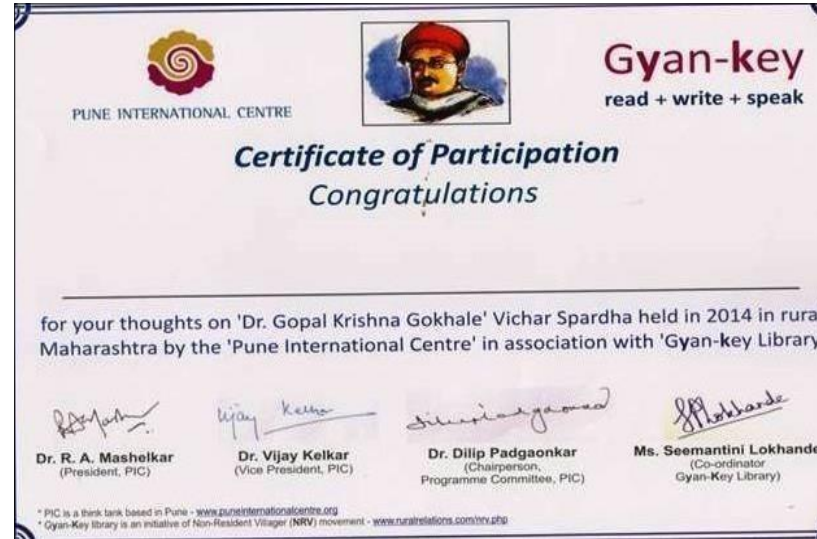 PUNE INTERNATIONAL CENTRE
Gyan-key
read + write + speak
Certificate of Participation
Congratulations
for your thoughts on 'Dr. Gopal Krishna Gokhale' Vichar Spardha held in 2014 in rura
Maharashtra by the 'Pune International Centre' in association with 'Gyan-key Library
Vijay Kelkar
Dr. R. A. Mashelkar
(President, PIC)
Dr. Vijay Kelkar
(Vice President, PIC)
Dr. Dilip Padgaonkar
(Chairperson,
Programme Committee, PIC)
Ms. Seemantini Lokhande
(Co-ordinator
Gyan-Key Library)
* PIC is a think tank based in Pune - www.puneinternationalcentre.org
* Gyan-Key library is an initiative of Non-Resident Villager (NRV) movement - www.ruralrelations.com/nrv.php